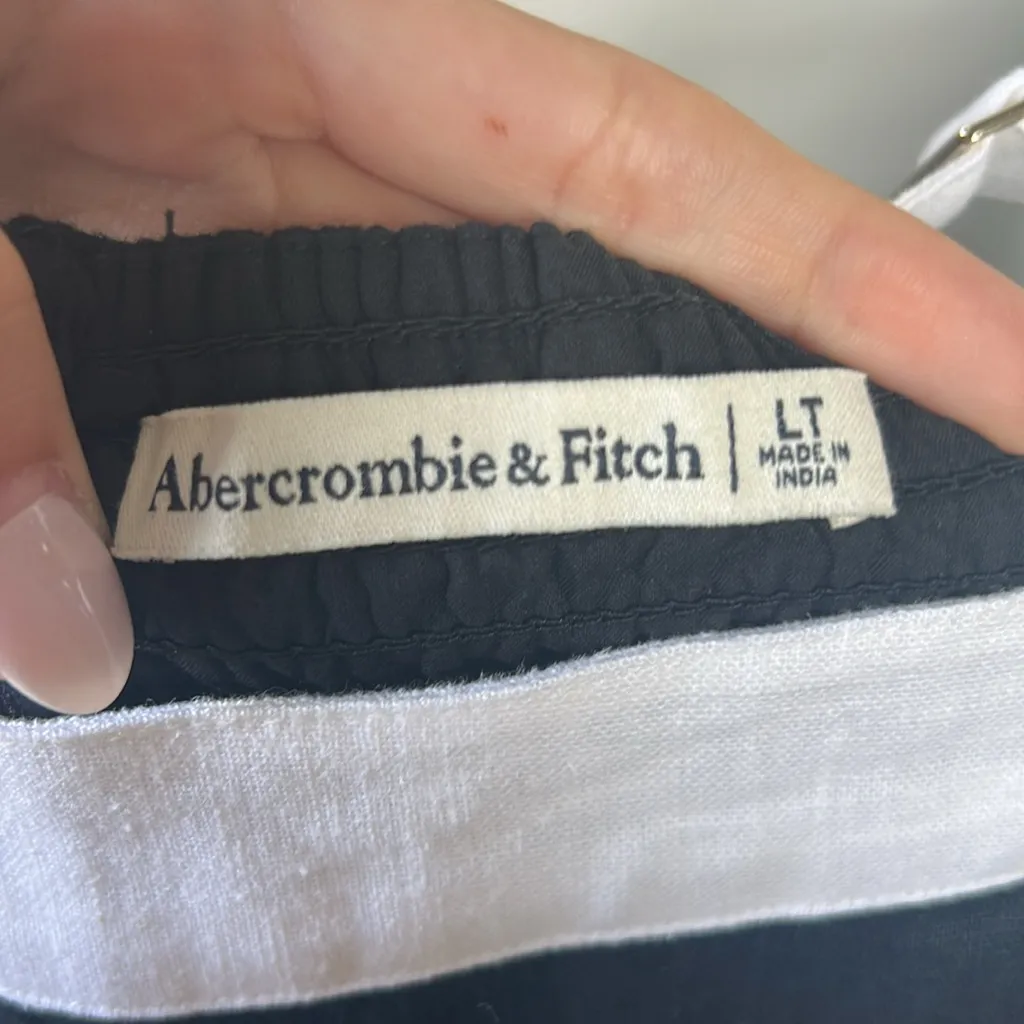 Abercrombie & Fitch | LT
MADE IN
INDIA